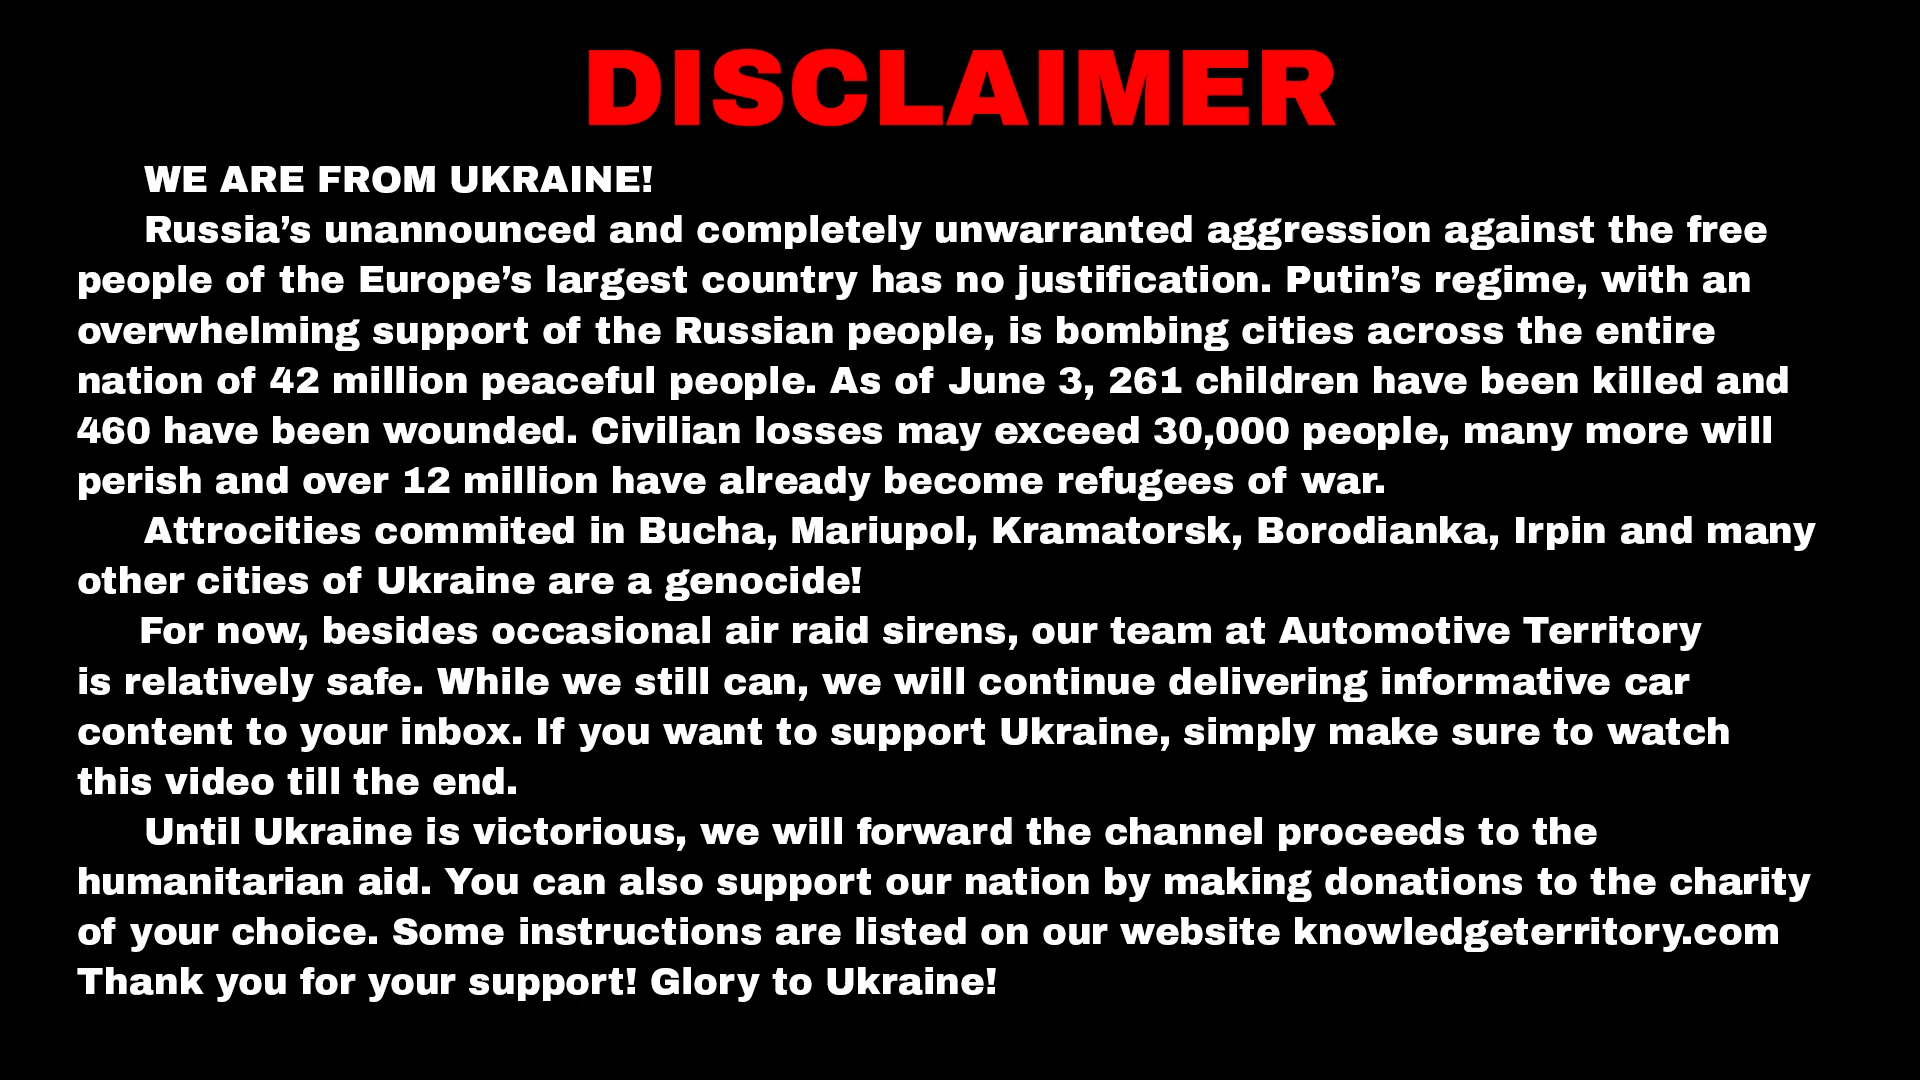 DISCLAIMER
WE ARE FROM UKRAINE!
Russia’s unannounced and completely unwarranted aggression against the free
people of the Europe’s largest country has no justification. Putin’s regime, with an
overwhelming support of the Russian people, is bombing cities across the entire
nation of 42 million peaceful people. As of June 3, 261 children have been killed and
460 have been wounded. Civilian losses may exceed 30,000 people, many more will
perish and over 12 million have already become refugees of war.
Attrocities commited in Bucha, Mariupol, Kramatorsk, Borodianka, Irpin and many
other cities of Ukraine are a genocide!
For now, besides occasional air raid sirens, our team at Automotive Territory
is relatively safe. While we still can, we will continue delivering informative car
content to your inbox. If you want to support Ukraine, simply make sure to watch
this video till the end.
Until Ukraine is victorious, we will forward the channel proceeds to the
humanitarian aid. You can also support our nation by making donations to the charity
of your choice. Some instructions are listed on our website knowledgeterritory.com
Thank you for your support! Glory to Ukraine!